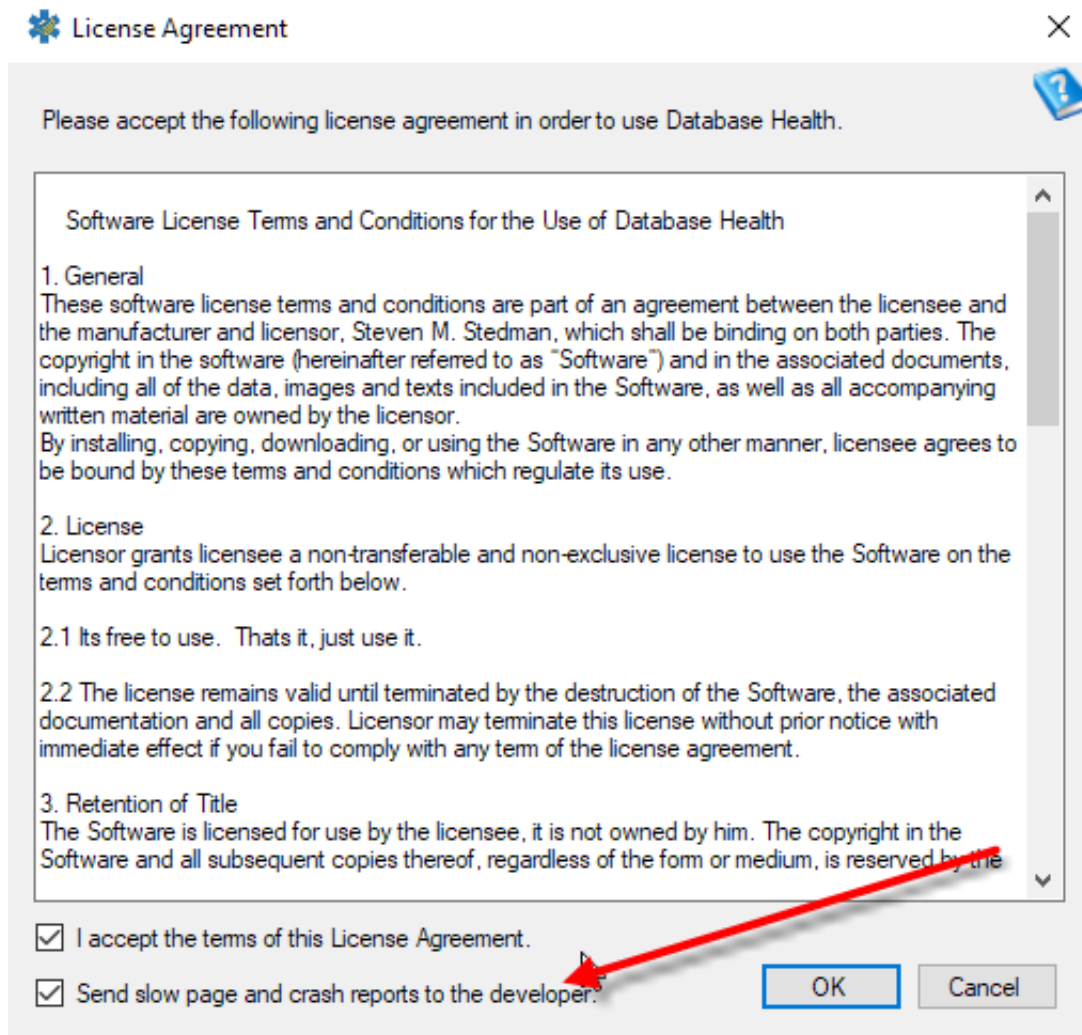 License Agreement
Please accept the following license agreement in order to use Database Health.
Software License Terms and Conditions for the Use of Database Health
1. General
These software license terms and conditions are part of an agreement between the licensee and
the manufacturer and licensor, Steven M. Stedman, which shall be binding on both parties. The
copyright in the software (hereinafter referred to as "Software") and in the associated documents,
including all of the data, images and texts included in the Software, as well as all accompanying
written material are owned by the licensor.
By installing, copying, downloading, or using the Software in any other manner, licensee agrees to
be bound by these terms and conditions which regulate its use.
2. License
Licensor grants licensee a non-transferable and non-exclusive license to use the Software on the
terms and conditions set forth below.
2.1 Its free to use.  Thats it, just use it.
2.2 The license remains valid until terminated by the destruction of the Software, the associated
documentation and all copies. Licensor may terminate this license without prior notice with
immediate effect if you fail to comply with any term of the license agreement.
3. Retention of Title
The Software is licensed for use by the licensee, it is not owned by him. The copyright in the
Software and all subsequent copies thereof, regardless of the form or medium, is reserved by the
I accept the terms of this License Agreement.
Send slow page and crash reports to the developer.
OK
Cancel